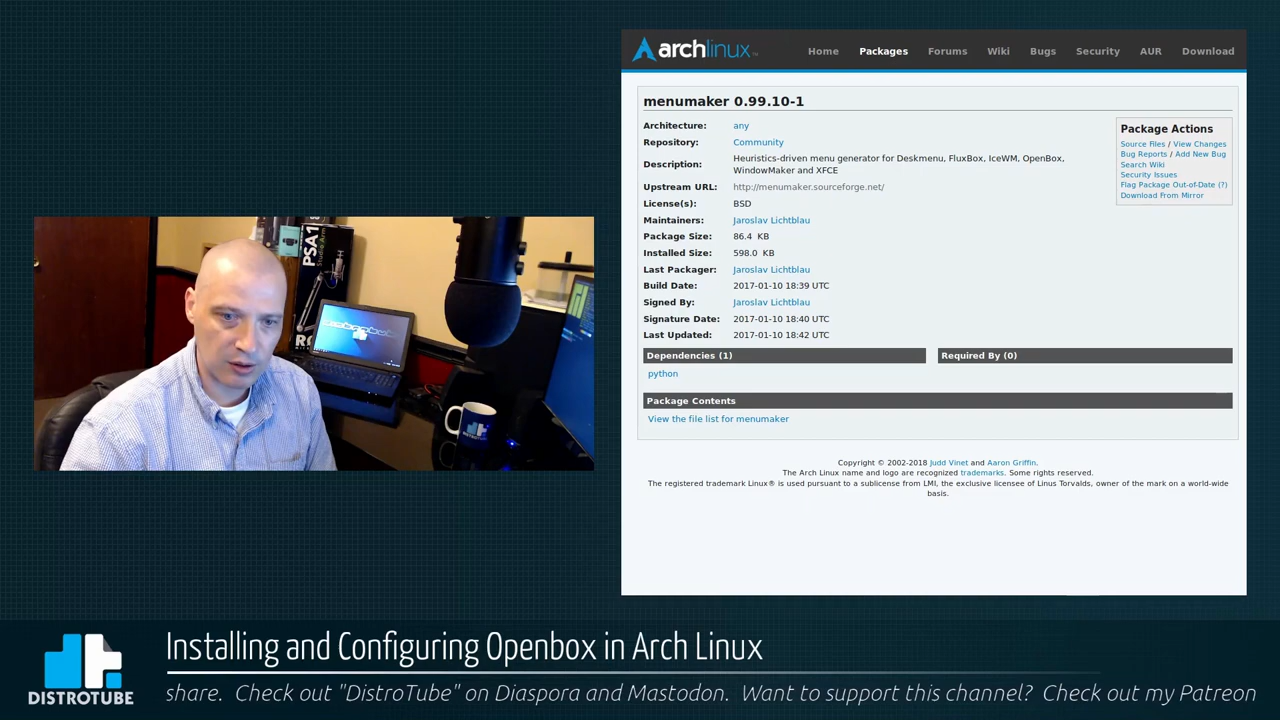 archlinux
Home Packages Forums Wiki Bugs Security AUR Download
menumaker 0.99.10-1
Architecture: any
Repository: Community
Description: Heuristics-driven menu generator for Deskmenu, FluxBox, IceWM, OpenBox,
WindowMaker and XFCE
Upstream URL: http://menumaker.sourceforge.net/
License(s): BSD
Maintainers: Jaroslav Lichtblau
Package Size: 86.4 KB
Installed Size: 598.0 KB
Last Packager: Jaroslav Lichtblau
Build Date: 2017-01-10 18:39 UTC
Signed By: Jaroslav Lichtblau
Signature Date: 2017-01-10 18:40 UTC
Last Updated: 2017-01-10 18:42 UTC
Package Actions
Source Files / View Changes
Bug Reports / Add New Bug
Search Wiki
Security Issues
Flag Package Out-of-Date (?)
Download From Mirror
Dependencies (1)
python
Required By (0)
Package Contents
View the file list for menumaker
Copyright © 2002-2018 Judd Vinet and Aaron Griffin.
The Arch Linux name and logo are recognized trademarks. Some rights reserved.
The registered trademark Linux® is used pursuant to a sublicense from LMI, the exclusive licensee of Linus Torvalds, owner of the mark on a world-wide
basis.
PSA1
DISTROTUBE
Installing and Configuring Openbox in Arch Linux
share. Check out "DistroTube" on Diaspora and Mastodon. Want to support this channel? Check out my Patreon
DISTROTUBE